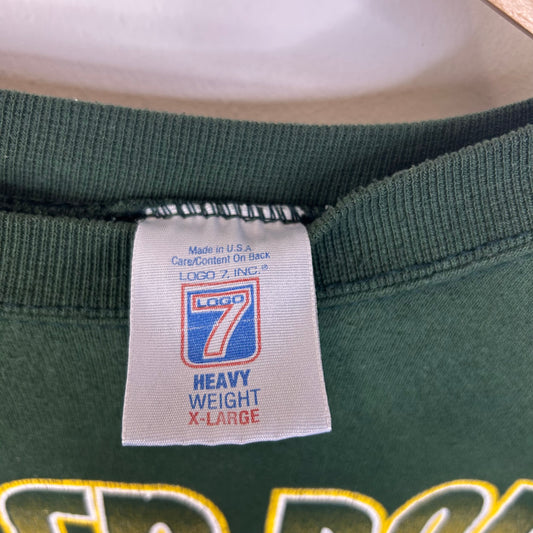 Made in U.S.A
Care/Content On Back
LOGO 7, INC.®
LOGO
7
HEAVY
WEIGHT
X-LARGE